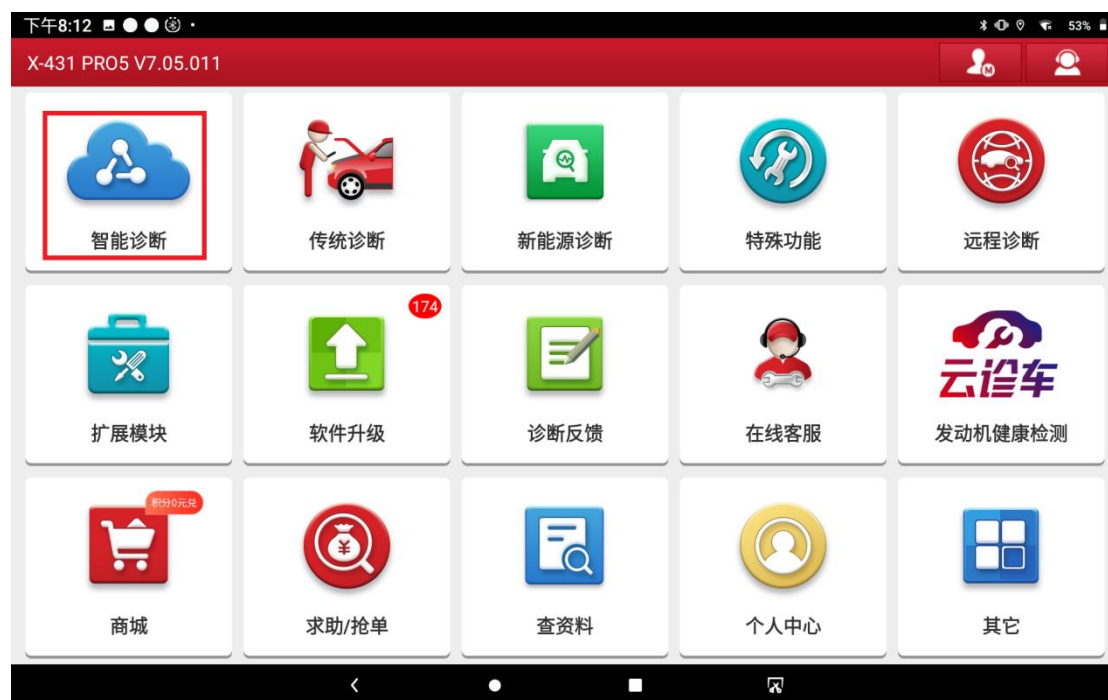 下午8:12
53%
X-431 PRO5 V7.05.011
M
智能诊断
传统诊断
新能源诊断
特殊功能
远程诊断
174
云诊车
扩展模块
软件升级
诊断反馈
在线客服
发动机健康检测
积分0元兑
¥
商城
求助/抢单
查资料
个人中心
其它